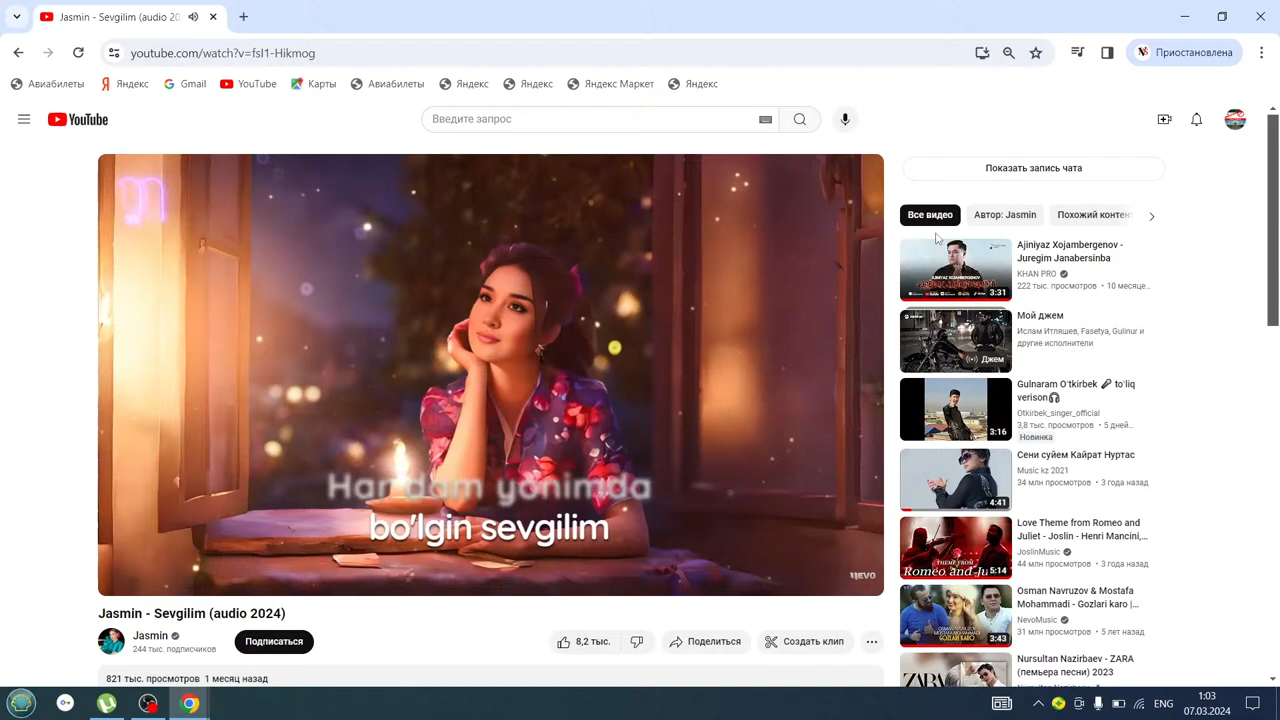 Jasmin - Sevgilim (audio 20
youtube.com/watch?v=fsI1-Hikmog
Приостановлена
Авиабилеты
Яндекс
Gmail
YouTube
Карты
Авиабилеты
Яндекс
Яндекс
Яндекс Маркет
Яндекс
YouTube
Введите запрос
Показать запись чата
Все видео
Автор: Jasmin
Похожий контен
Ajiniyaz Xojambergenov -
Juregim Janabersinba
KHAN PRO
222 тыс. просмотров • 10 месяце...
3:31
Мой джем
Ислам Итляшев, Fasetya, Gulinur и
другие исполнители
Джем
Gulnaram O'tkirbek 🎤 to'liq
verison🎧
Otkirbek_singer_official
3,8 тыс. просмотров • 5 дней...
Новинка
3:16
Сени суйем Кайрат Нуртас
Music kz 2021
34 млн просмотров • 3 года назад
4:41
Love Theme from Romeo and
Juliet - Joslin - Henri Mancini,...
JoslinMusic
44 млн просмотров • 3 года назад
THEME FROM
Romeo and Ju
5:14
Osman Navruzov & Mostafa
Mohammadi - Gozlari karo |...
NevoMusic
31 млн просмотров • 5 лет назад
3:43
Nursultan Nazirbaev - ZARA
(пемьера песни) 2023
ZARA
yonimda
bo'lgin sevgilim
NEVO
Jasmin - Sevgilim (audio 2024)
Jasmin
244 тыс. подписчиков
Подписаться
8,2 тыс.
Поделиться
Создать клип
821 тыс. просмотров 1 месяц назад
ENG
1:03
07.03.2024